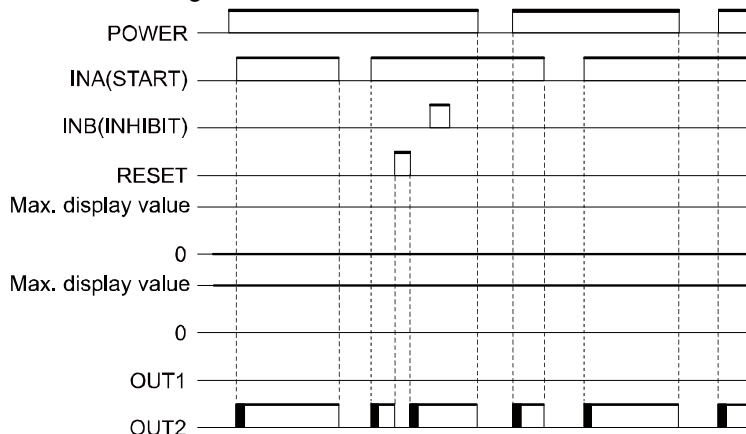 POWER
INA(START)
INB(INHIBIT)
RESET
Max. display value
0
Max. display value
0
OUT1
OUT2